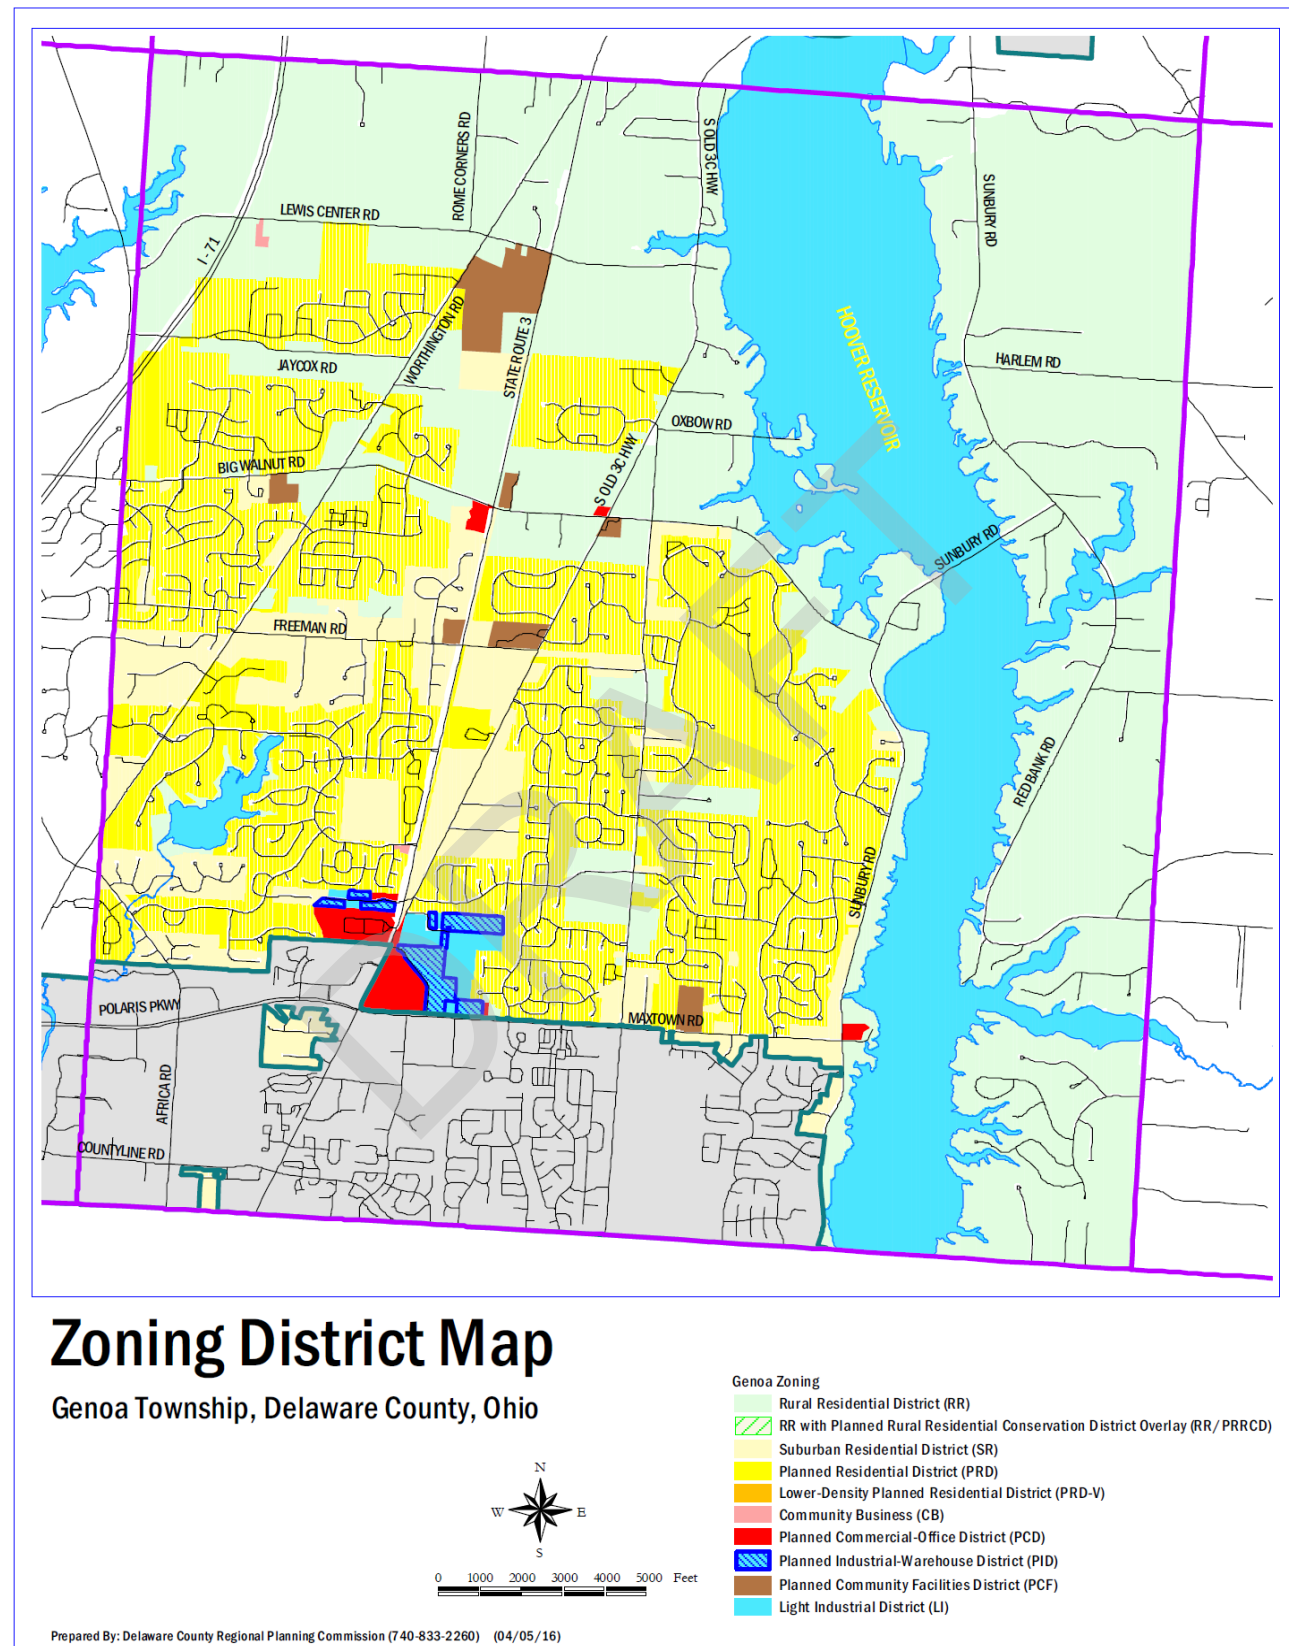 ROME CORNERS RD
S OLD 3C HWY
SUNBURY RD
LEWIS CENTER RD
I - 71
HOOVER RESERVOIR
WORTHINGTON RD
STATE ROUTE 3
JAYCOX RD
HARLEM RD
OXBOW RD
S OLD 3C HWY
BIG WALNUT RD
SUNBURY RD
FREEMAN RD
RED BANK RD
SUNBURY RD
DRAFT
POLARIS PKWY
MAXTOWN RD
AFRICA RD
COUNTYLINE RD
Zoning District Map
Genoa Township, Delaware County, Ohio
Genoa Zoning
Rural Residential District (RR)
RR with Planned Rural Residential Conservation District Overlay (RR/PRRCD)
Suburban Residential District (SR)
Planned Residential District (PRD)
Lower-Density Planned Residential District (PRD-V)
Community Business (CB)
Planned Commercial-Office District (PCD)
Planned Industrial-Warehouse District (PID)
Planned Community Facilities District (PCF)
Light Industrial District (LI)
N
W E
S
0 1000 2000 3000 4000 5000 Feet
Prepared By: Delaware County Regional Planning Commission (740-833-2260) (04/05/16)